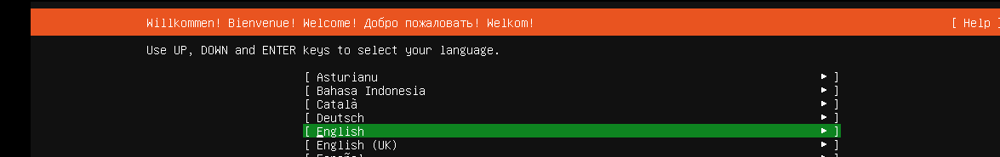 Willkommen! Bienvenue! Welcome! Добро пожаловать! Welkom! [ Help ]
Use UP, DOWN and ENTER keys to select your language.
[ Asturianu ▸ ]
[ Bahasa Indonesia ▸ ]
[ Català ▸ ]
[ Deutsch ▸ ]
[ English ▸ ]
[ English (UK) ▸ ]